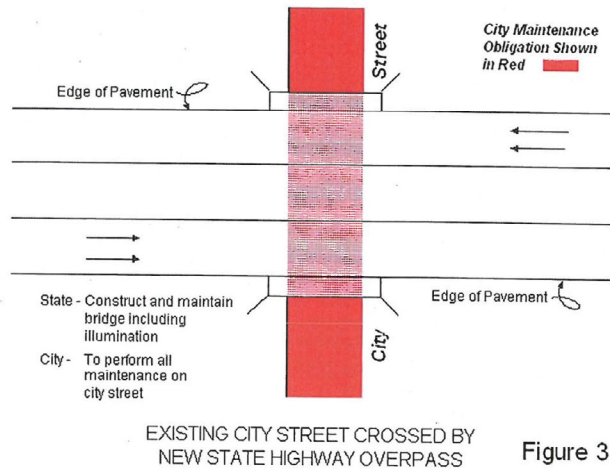 City Maintenance
Obligation Shown
in Red
Street
Edge of Pavement
State - Construct and maintain
bridge including
illumination
City - To perform all
maintenance on
city street
Edge of Pavement
City
EXISTING CITY STREET CROSSED BY
NEW STATE HIGHWAY OVERPASS
Figure 3